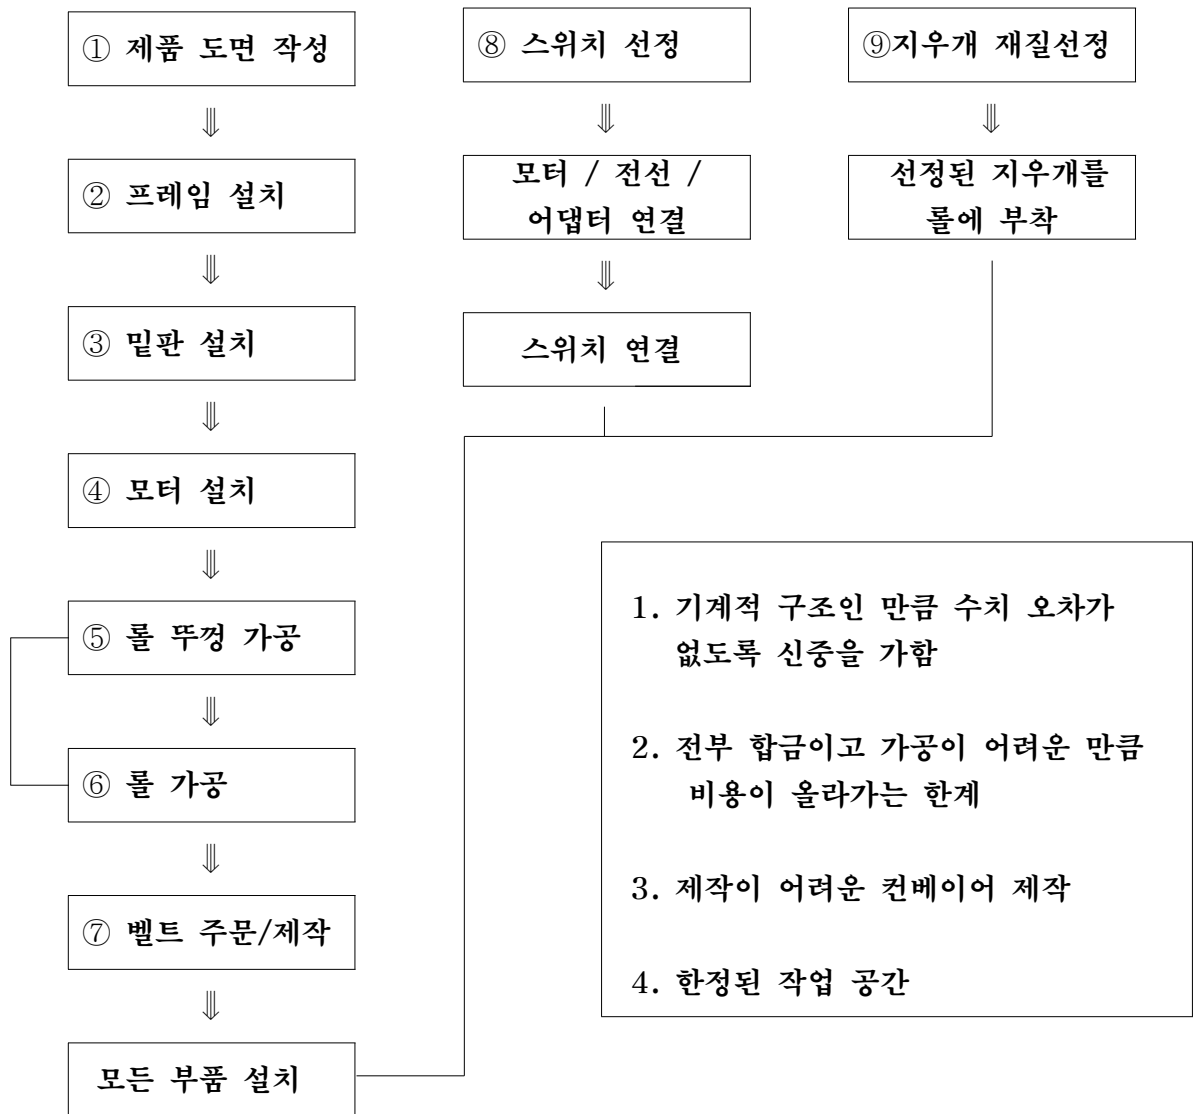 ① 제품 도면 작성
⇓
② 프레임 설치
⇓
③ 밑판 설치
⇓
④ 모터 설치
⇓
⑤ 롤 뚜껑 가공
⇓
⑥ 롤 가공
⇓
⑦ 벨트 주문/제작
⇓
모든 부품 설치
⑧ 스위치 선정
⇓
모터 / 전선 /
어댑터 연결
⇓
스위치 연결
⑨지우개 재질선정
⇓
선정된 지우개를
롤에 부착
1. 기계적 구조인 만큼 수치 오차가
없도록 신중을 가함
2. 전부 합금이고 가공이 어려운 만큼
비용이 올라가는 한계
3. 제작이 어려운 컨베이어 제작
4. 한정된 작업 공간